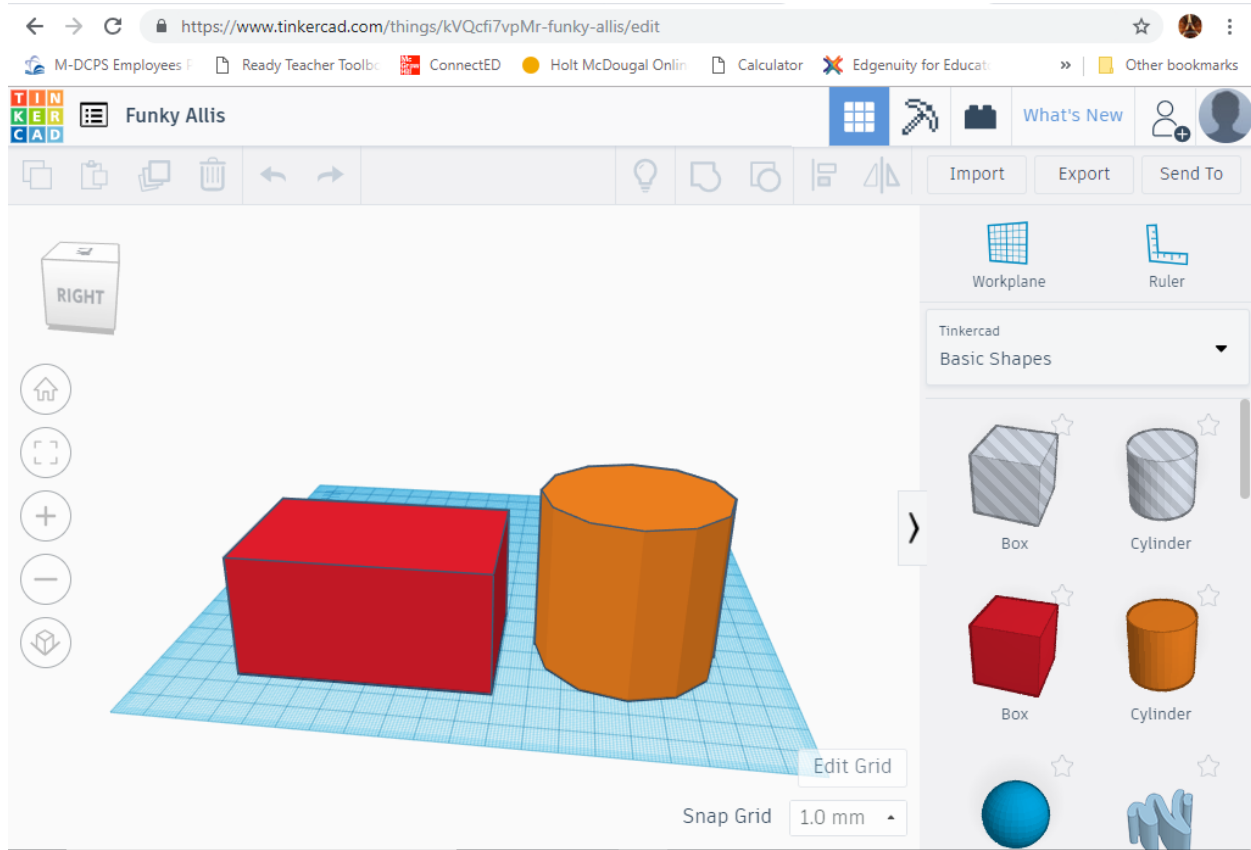 https://www.tinkercad.com/things/kVQcfi7vpMr-funky-allis/edit
M-DCPS Employees Ready Teacher Toolbo ConnectED Holt McDougal Onlin Calculator Edgenuity for Educat » Other bookmarks
TIN
KER
CAD
Funky Allis
What's New
Import Export Send To
RIGHT
Workplane Ruler
Tinkercad
Basic Shapes
Box Cylinder
Box Cylinder
Edit Grid
Snap Grid 1.0 mm